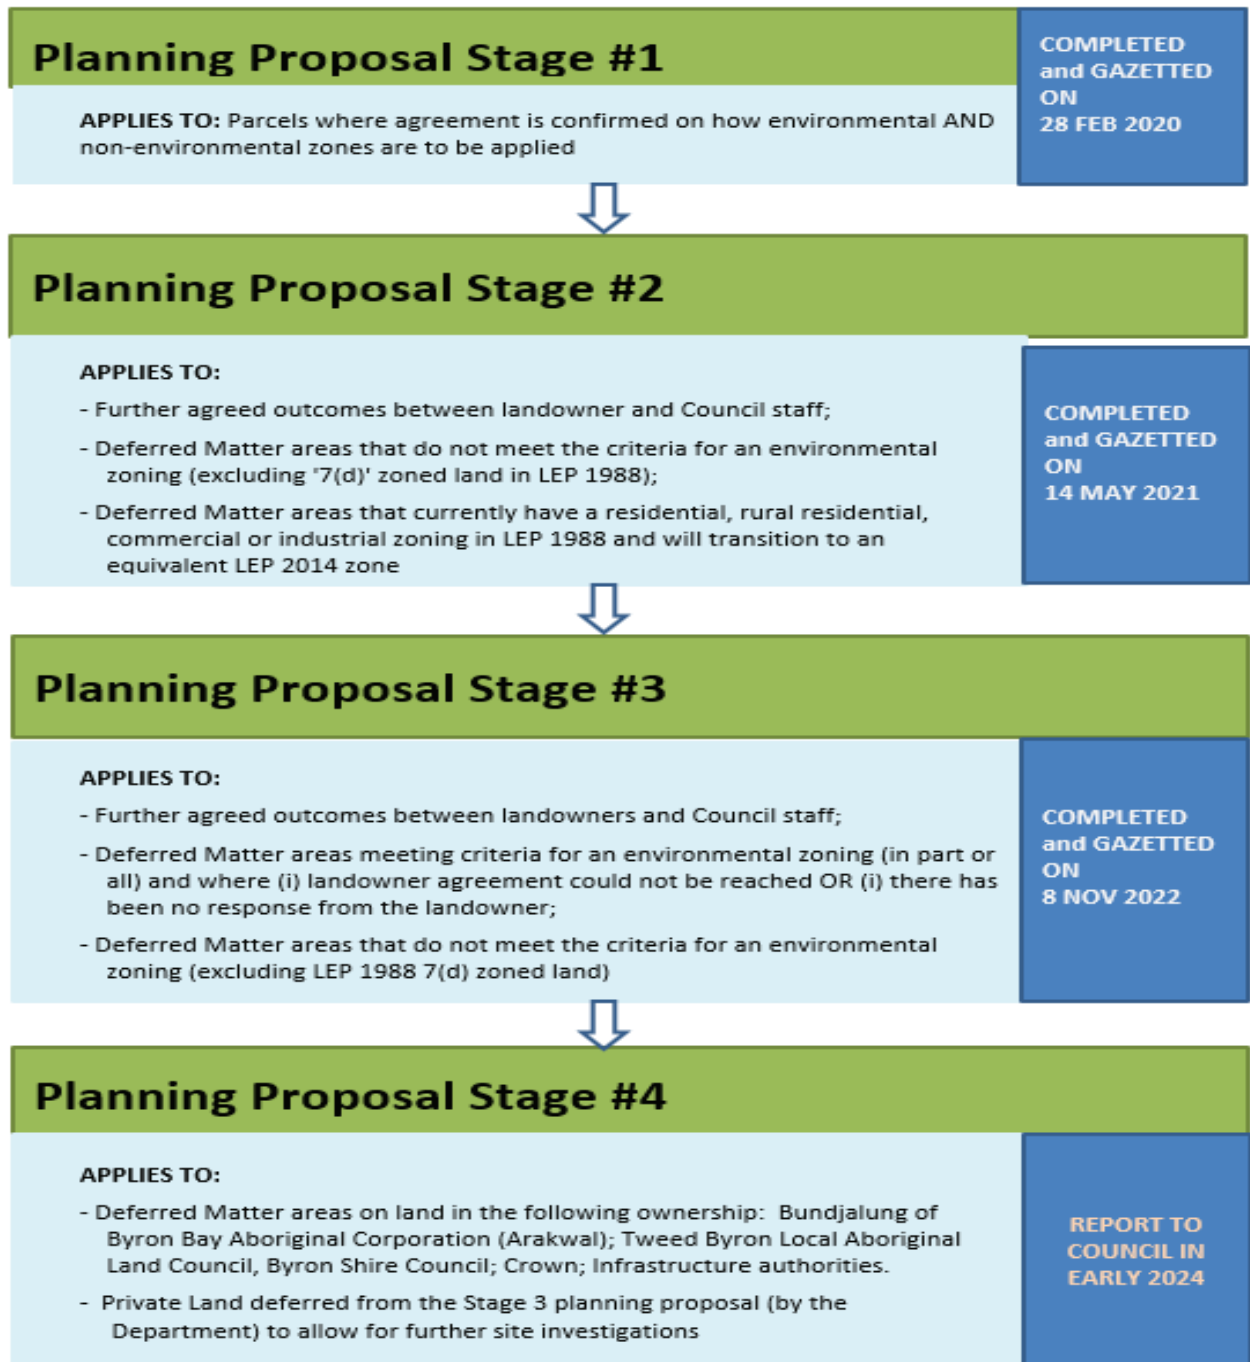 Planning Proposal Stage #1
COMPLETED
and GAZETTED
ON
28 FEB 2020
APPLIES TO: Parcels where agreement is confirmed on how environmental AND
non-environmental zones are to be applied
Planning Proposal Stage #2
APPLIES TO:
- Further agreed outcomes between landowner and Council staff;
- Deferred Matter areas that do not meet the criteria for an environmental
zoning (excluding '7(d)' zoned land in LEP 1988);
- Deferred Matter areas that currently have a residential, rural residential,
commercial or industrial zoning in LEP 1988 and will transition to an
equivalent LEP 2014 zone
COMPLETED
and GAZETTED
ON
14 MAY 2021
Planning Proposal Stage #3
APPLIES TO:
- Further agreed outcomes between landowners and Council staff;
- Deferred Matter areas meeting criteria for an environmental zoning (in part or
all) and where (i) landowner agreement could not be reached OR (i) there has
been no response from the landowner;
- Deferred Matter areas that do not meet the criteria for an environmental
zoning (excluding LEP 1988 7(d) zoned land)
COMPLETED
and GAZETTED
ON
8 NOV 2022
Planning Proposal Stage #4
APPLIES TO:
- Deferred Matter areas on land in the following ownership: Bundjalung of
Byron Bay Aboriginal Corporation (Arakwal); Tweed Byron Local Aboriginal
Land Council, Byron Shire Council; Crown; Infrastructure authorities.
- Private Land deferred from the Stage 3 planning proposal (by the
Department) to allow for further site investigations
REPORT TO
COUNCIL IN
EARLY 2024